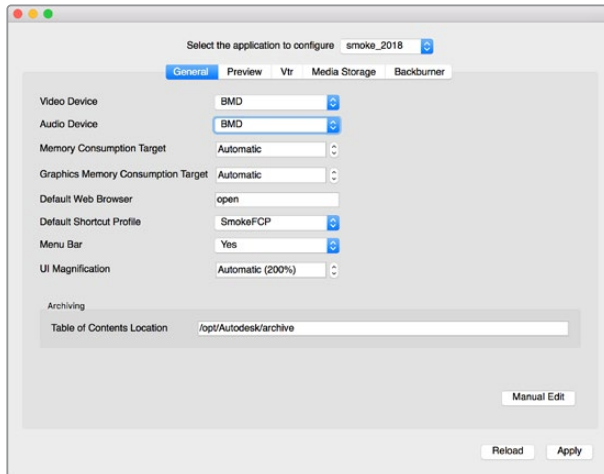 Select the application to configure smoke_2018
General Preview Vtr Media Storage Backburner
Video Device BMD
Audio Device BMD
Memory Consumption Target Automatic
Graphics Memory Consumption Target Automatic
Default Web Browser open
Default Shortcut Profile SmokeFCP
Menu Bar Yes
UI Magnification Automatic (200%)
Archiving
Table of Contents Location /opt/Autodesk/archive
Manual Edit
Reload Apply